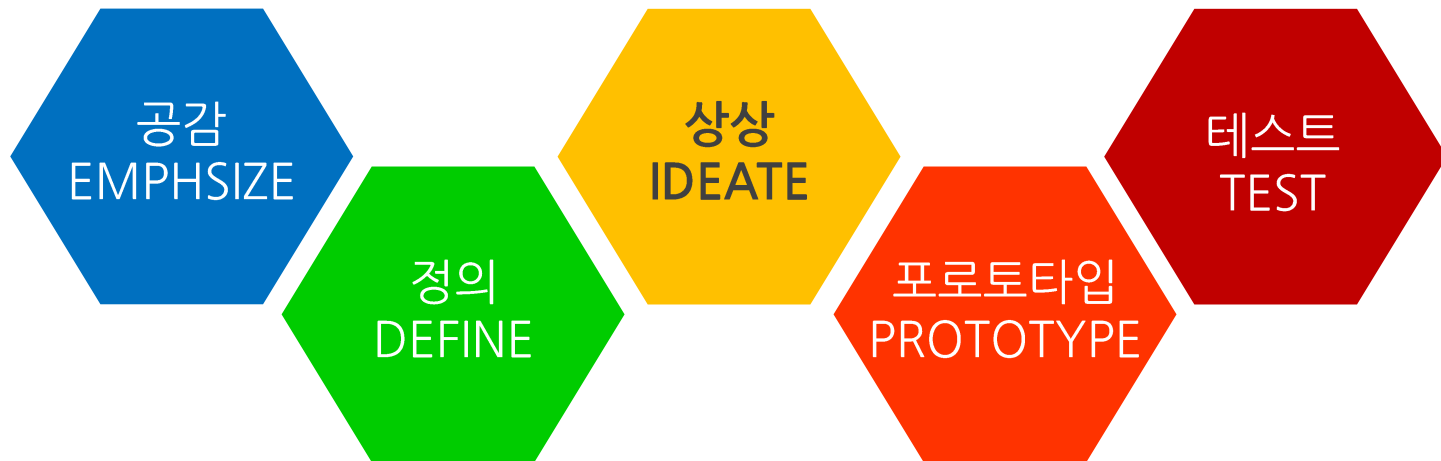 공감
EMPHSIZE
정의
DEFINE
상상
IDEATE
포로토타입
PROTOTYPE
테스트
TEST